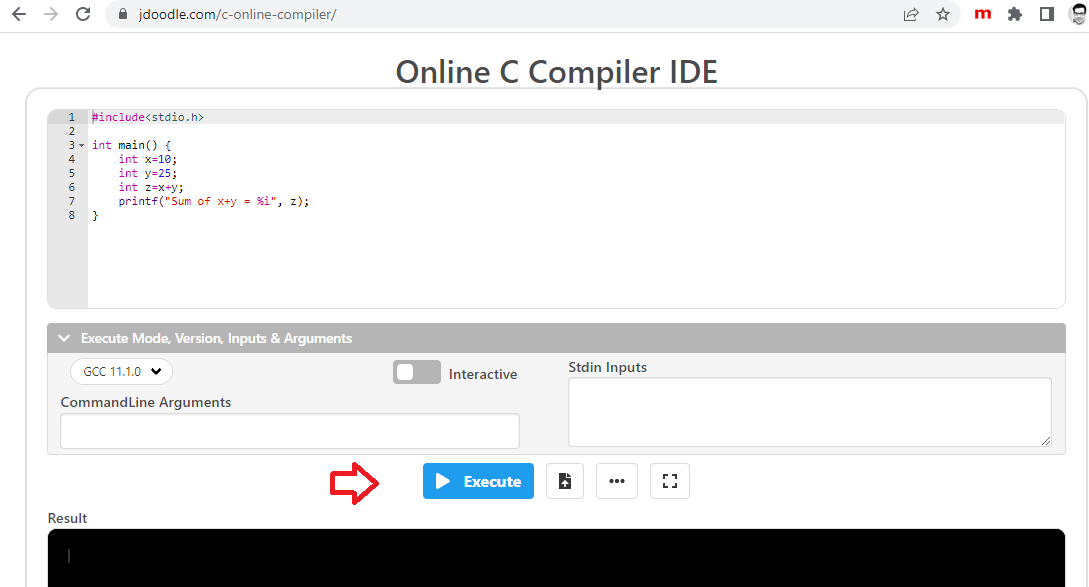 jdoodle.com/c-online-compiler/
m
Online C Compiler IDE
1 #include<stdio.h>
2
3 int main() {
4     int x=10;
5     int y=25;
6     int z=x+y;
7     printf("Sum of x+y = %i", z);
8 }
Execute Mode, Version, Inputs & Arguments
GCC 11.1.0
Interactive
Stdin Inputs
CommandLine Arguments
Execute
Result